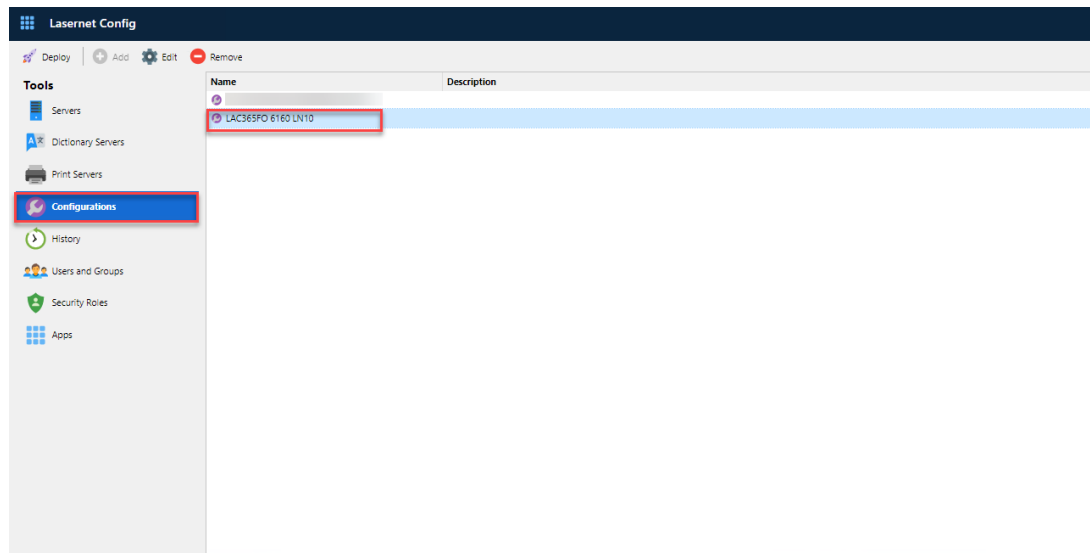 Lasernet Config
Deploy Add Edit Remove
Tools
Servers
Dictionary Servers
Print Servers
Configurations
History
Users and Groups
Security Roles
Apps
Name Description
LAC365FO 6160 LN10